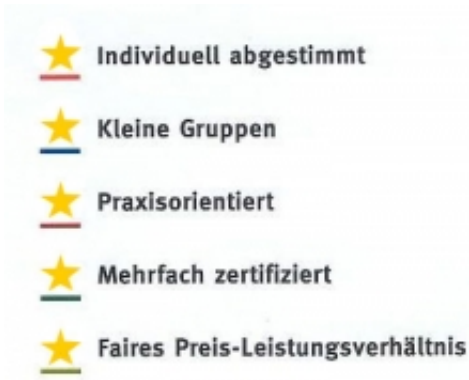 Individuell abgestimmt
Kleine Gruppen
Praxisorientiert
Mehrfach zertifiziert
Faires Preis-Leistungsverhältnis